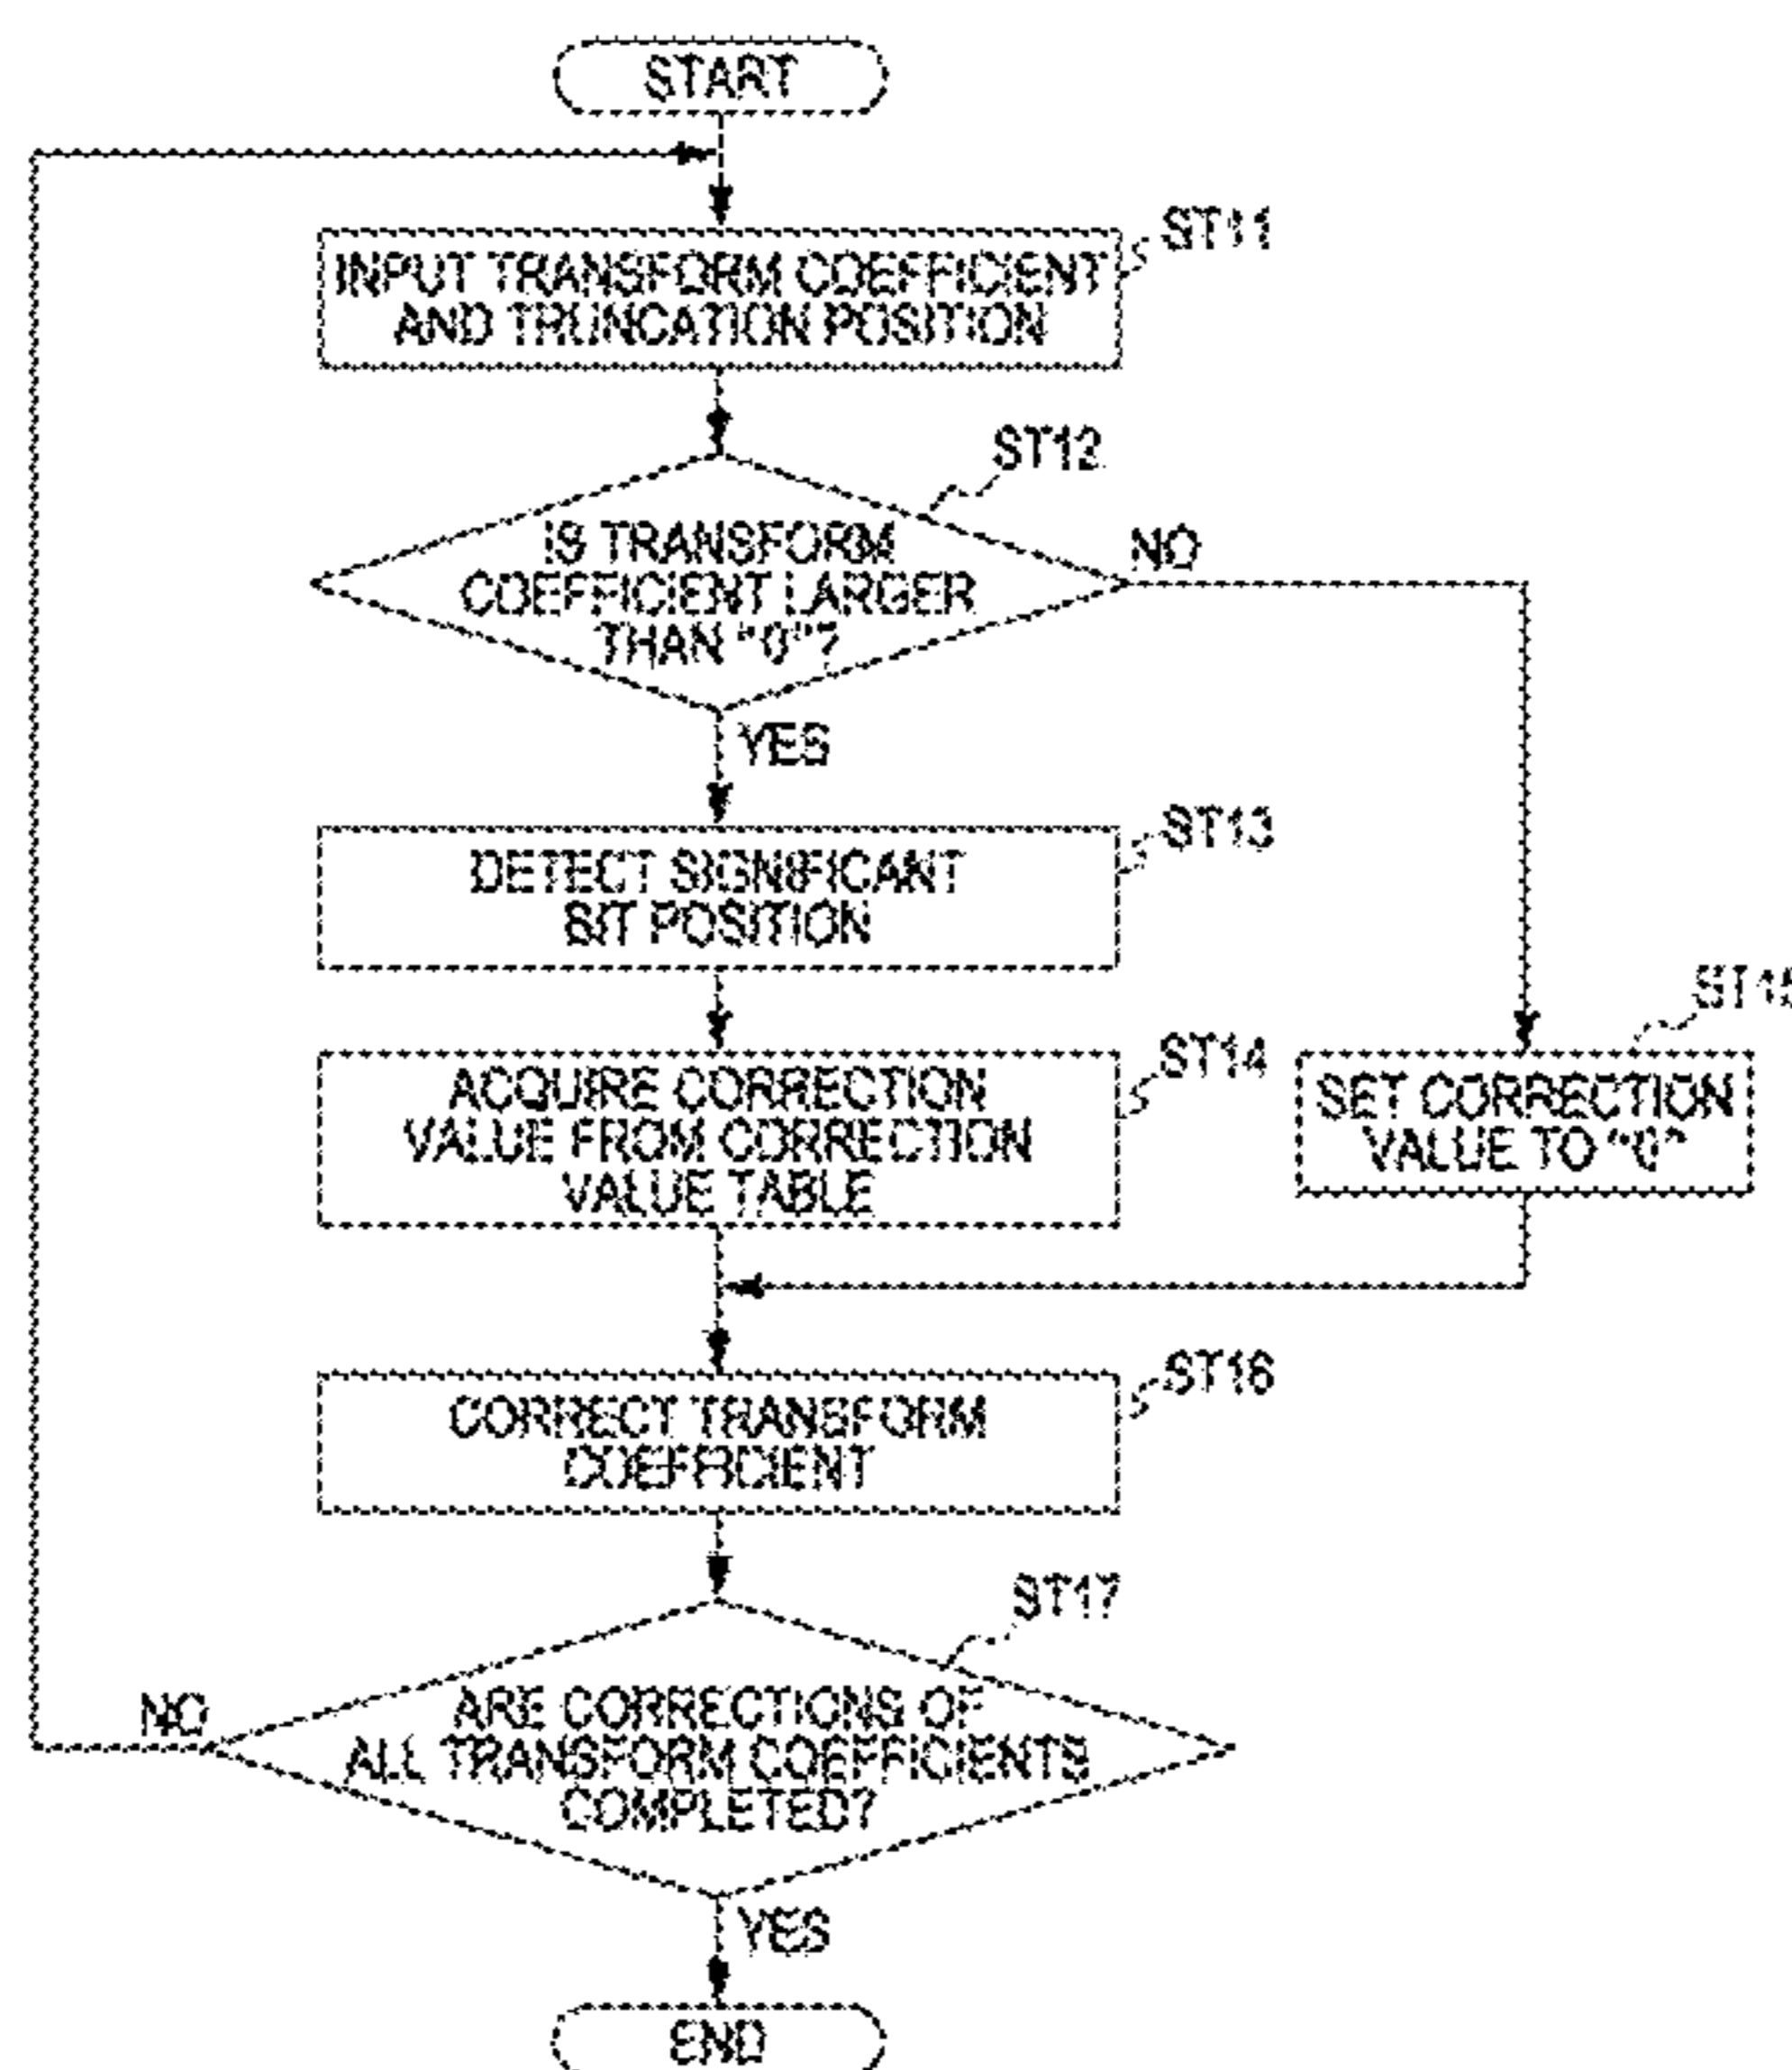 START
ST11
INPUT TRANSFORM COEFFICIENT
AND TRUNCATION POSITION
ST12
IS TRANSFORM
COEFFICIENT LARGER
THAN "0"?
NO
YES
ST13
DETECT SIGNIFICANT
BIT POSITION
ST14
ACQUIRE CORRECTION
VALUE FROM CORRECTION
VALUE TABLE
ST15
SET CORRECTION
VALUE TO "0"
ST16
CORRECT TRANSFORM
COEFFICIENT
ST17
ARE CORRECTIONS OF
ALL TRANSFORM COEFFICIENTS
COMPLETED?
NO
YES
END